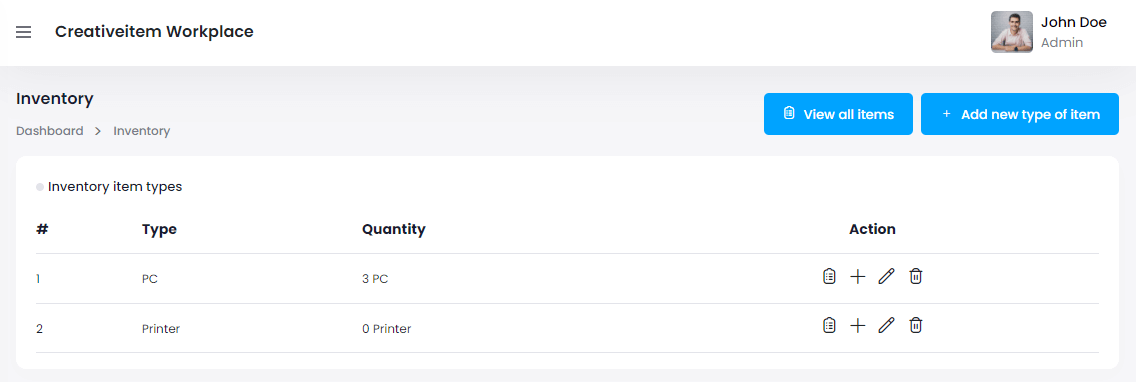 Creativeitem Workplace
John Doe
Admin
Inventory
Dashboard > Inventory
View all items
+ Add new type of item
Inventory item types
# Type Quantity Action
1 PC 3 PC
2 Printer 0 Printer